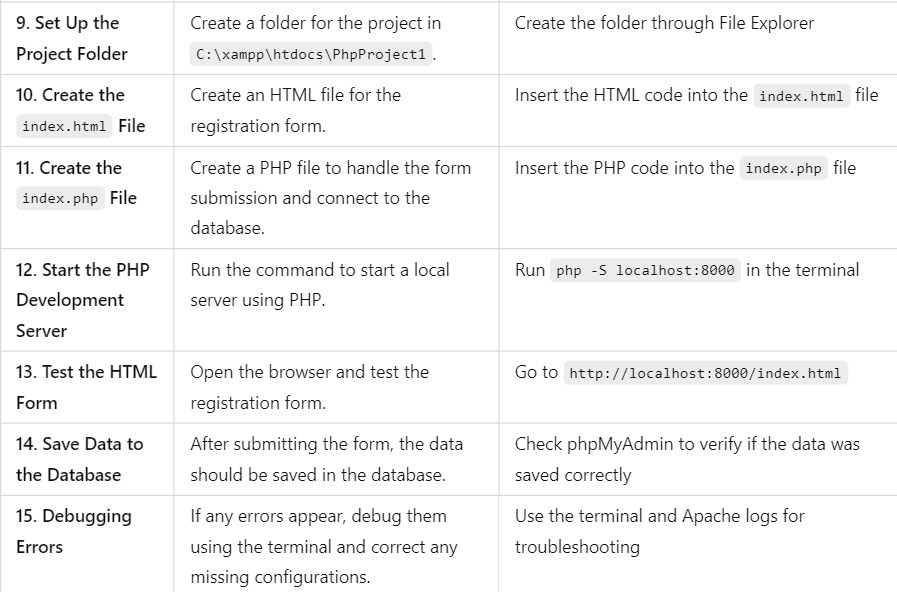 9. Set Up the
Project Folder
Create a folder for the project in
C:\xampp\htdocs\PhpProject1.
Create the folder through File Explorer
10. Create the
index.html File
Create an HTML file for the
registration form.
Insert the HTML code into the index.html file
11. Create the
index.php File
Create a PHP file to handle the form
submission and connect to the
database.
Insert the PHP code into the index.php file
12. Start the PHP
Development
Server
Run the command to start a local
server using PHP.
Run php -S localhost:8000 in the terminal
13. Test the HTML
Form
Open the browser and test the
registration form.
Go to http://localhost:8000/index.html
14. Save Data to
the Database
After submitting the form, the data
should be saved in the database.
Check phpMyAdmin to verify if the data was
saved correctly
15. Debugging
Errors
If any errors appear, debug them
using the terminal and correct any
missing configurations.
Use the terminal and Apache logs for
troubleshooting